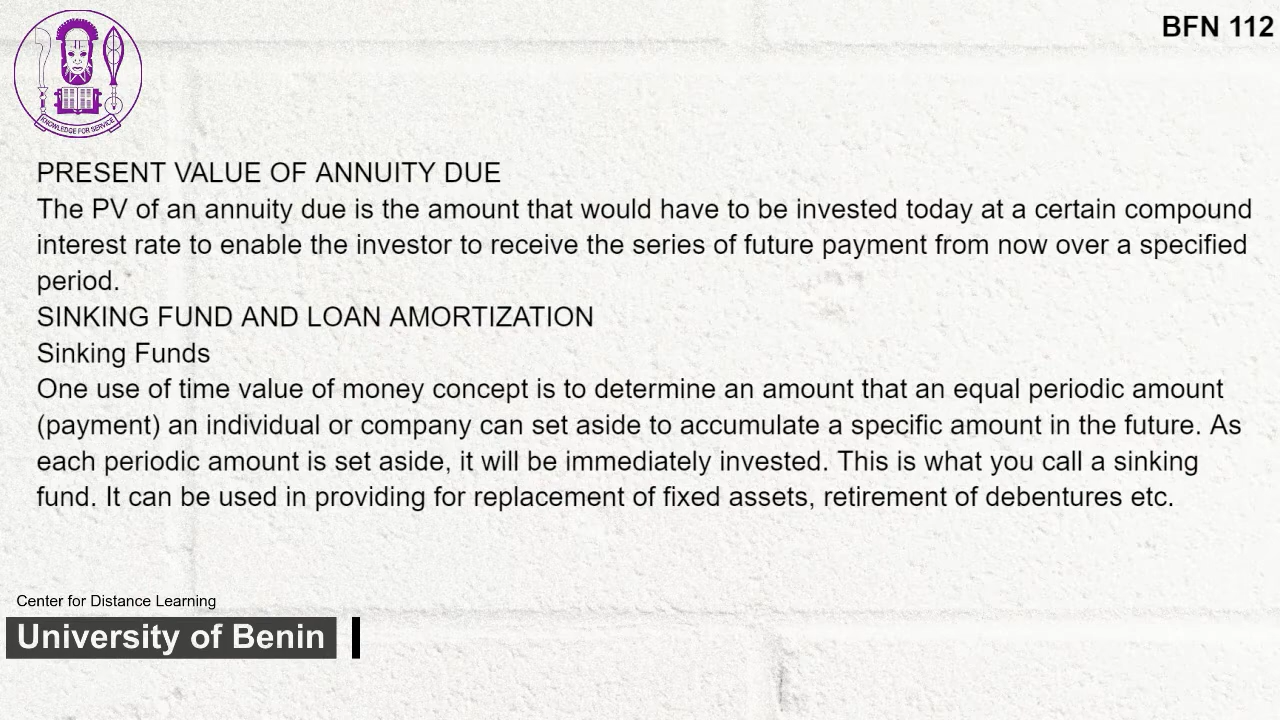 BFN 112
KNOWLEDGE FOR SERVICE
PRESENT VALUE OF ANNUITY DUE
The PV of an annuity due is the amount that would have to be invested today at a certain compound
interest rate to enable the investor to receive the series of future payment from now over a specified
period.
SINKING FUND AND LOAN AMORTIZATION
Sinking Funds
One use of time value of money concept is to determine an amount that an equal periodic amount
(payment) an individual or company can set aside to accumulate a specific amount in the future. As
each periodic amount is set aside, it will be immediately invested. This is what you call a sinking
fund. It can be used in providing for replacement of fixed assets, retirement of debentures etc.
Center for Distance Learning
University of Benin